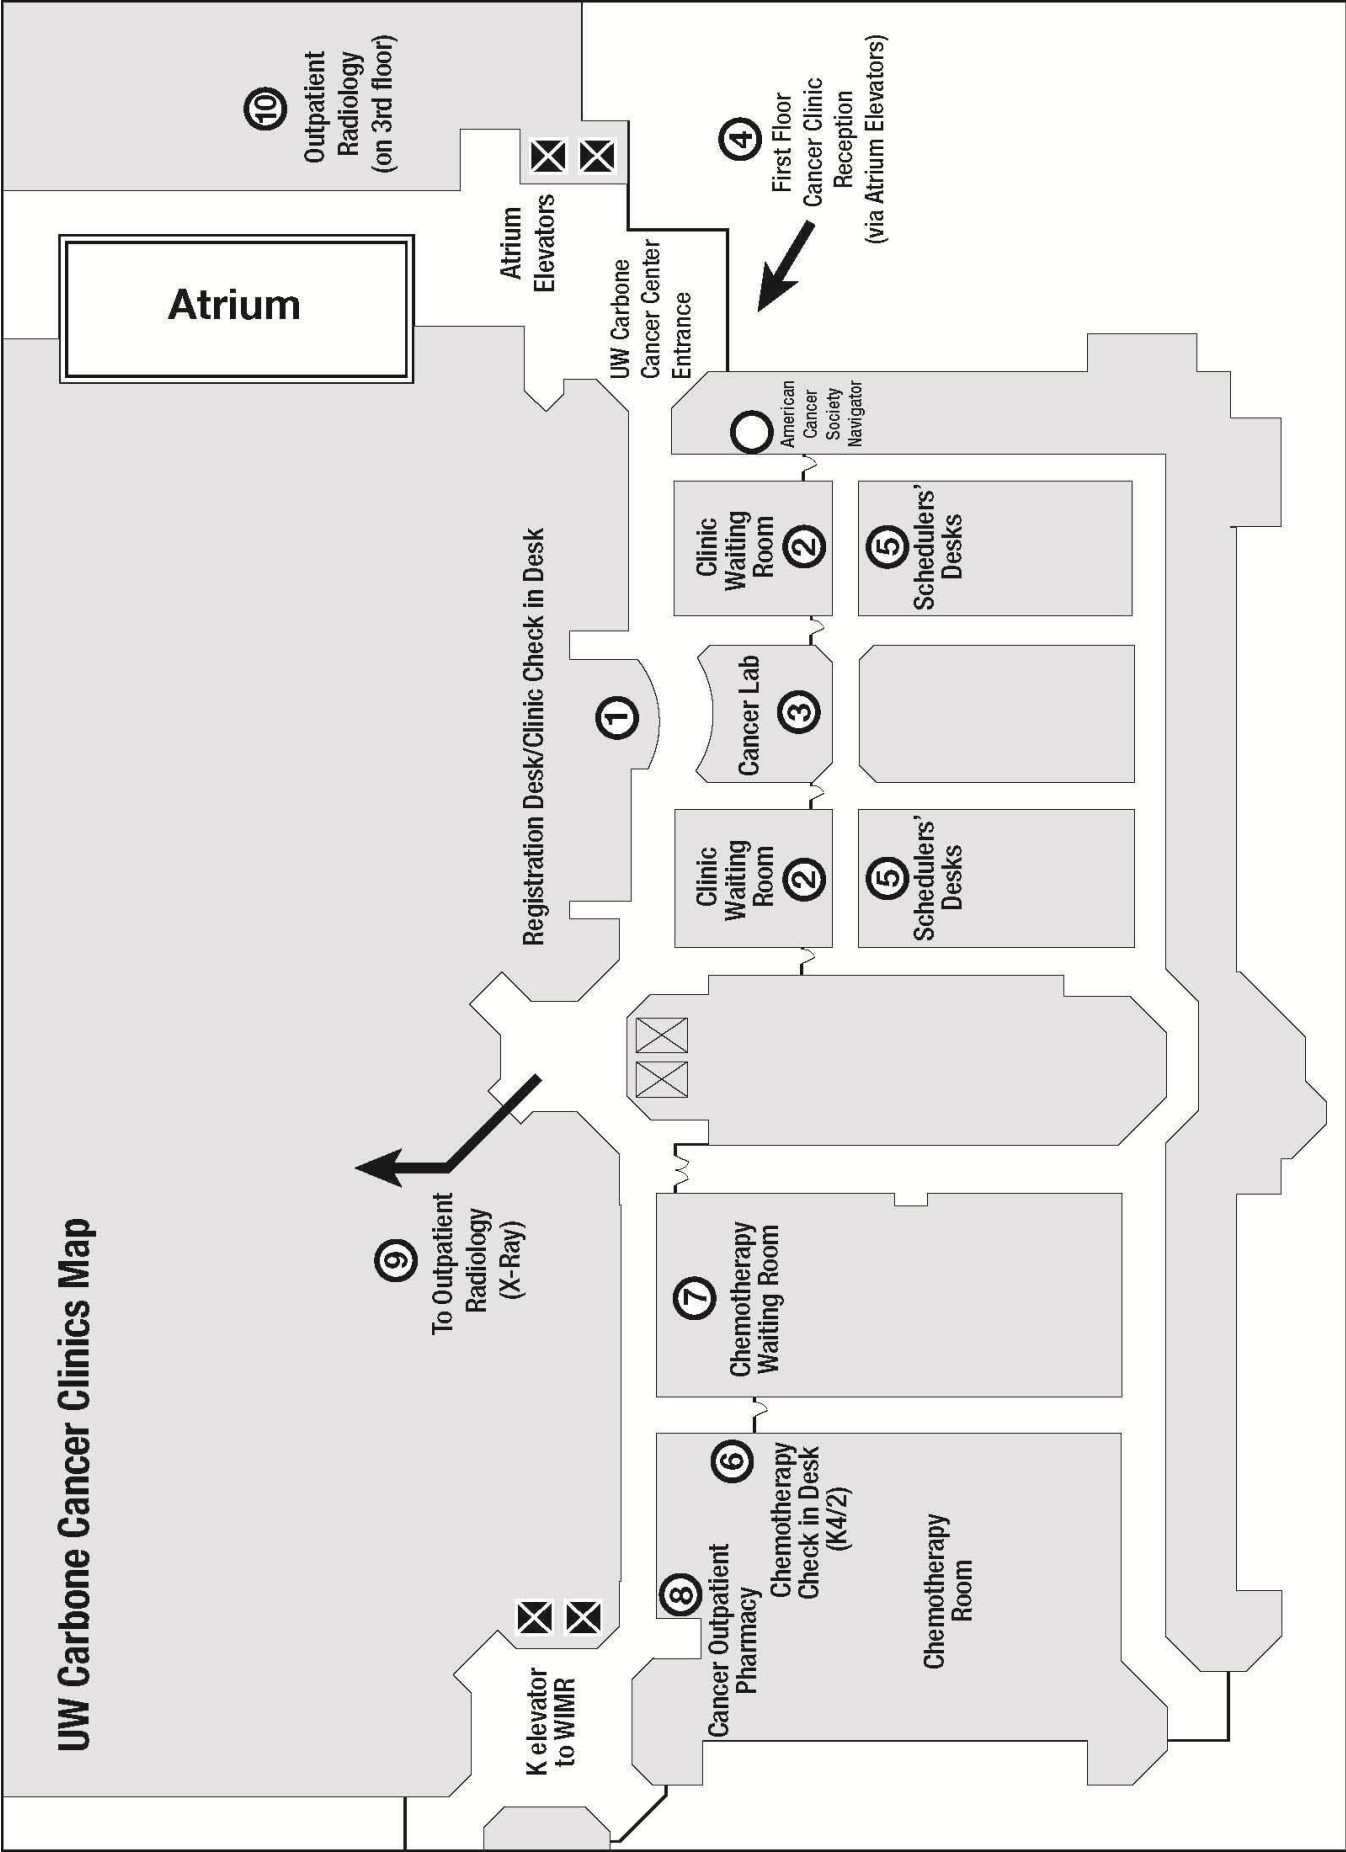 UW Carbone Cancer Clinics Map
K elevator
to WIMR
8
Cancer Outpatient
Pharmacy
6
Chemotherapy
Check in Desk
(K4/2)
Chemotherapy
Room
7
Chemotherapy
Waiting Room
9
To Outpatient
Radiology
(X-Ray)
Registration Desk/Clinic Check in Desk
1
Clinic
Waiting
Room
2
5
Schedulers'
Desks
Cancer Lab
3
Clinic
Waiting
Room
2
5
Schedulers'
Desks
American
Cancer
Society
Navigator
UW Carbone
Cancer Center
Entrance
Atrium
Atrium
Elevators
10
Outpatient
Radiology
(on 3rd floor)
4
First Floor
Cancer Clinic
Reception
(via Atrium Elevators)